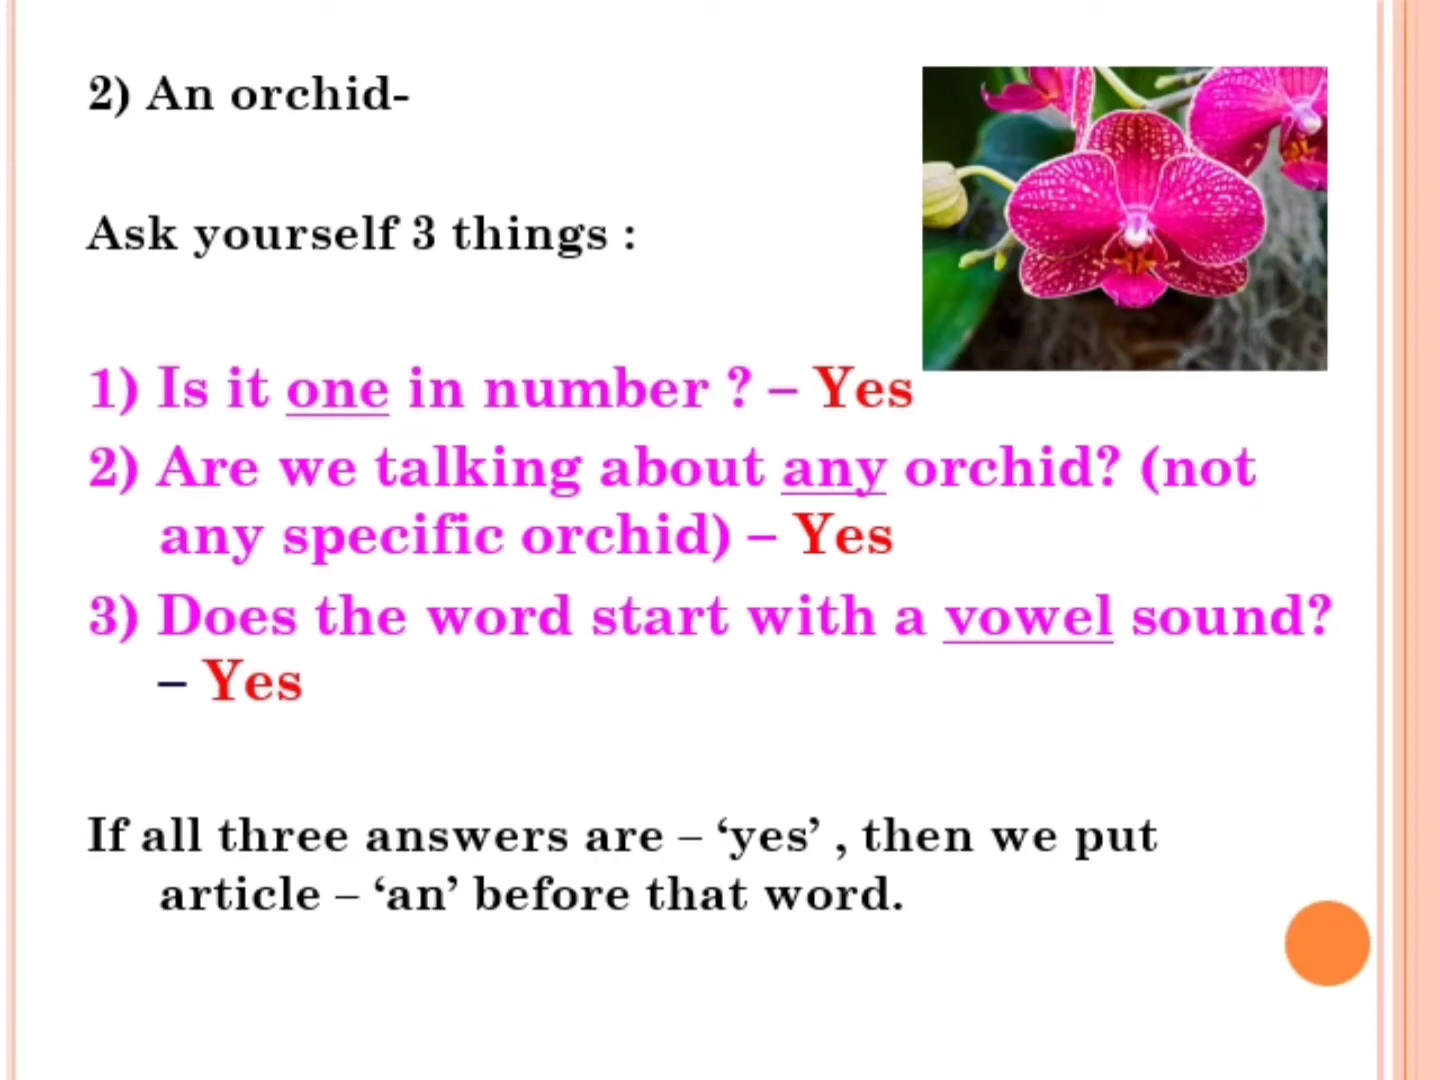 2) An orchid-
Ask yourself 3 things :
1) Is it one in number ? – Yes
2) Are we talking about any orchid? (not
any specific orchid) – Yes
3) Does the word start with a vowel sound?
– Yes
If all three answers are – ‘yes’ , then we put
article – ‘an’ before that word.